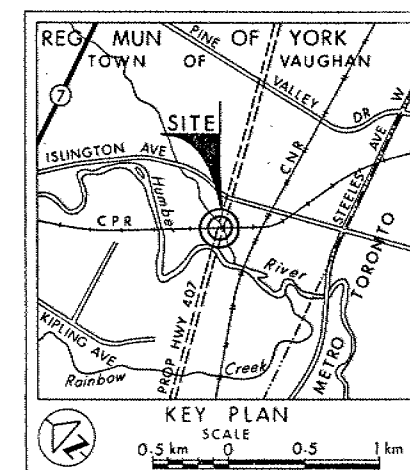 REG MUN OF YORK
TOWN OF VAUGHAN
PINE VALLEY DR
7
SITE
ISLINGTON AVE
CNR
STEELES AVE W
Humber
CPR
River
TORONTO
METRO
KIPLING AVE
PROP HWY 407
Rainbow Creek
N
KEY PLAN
SCALE
0·5 km 0 0·5 1 km